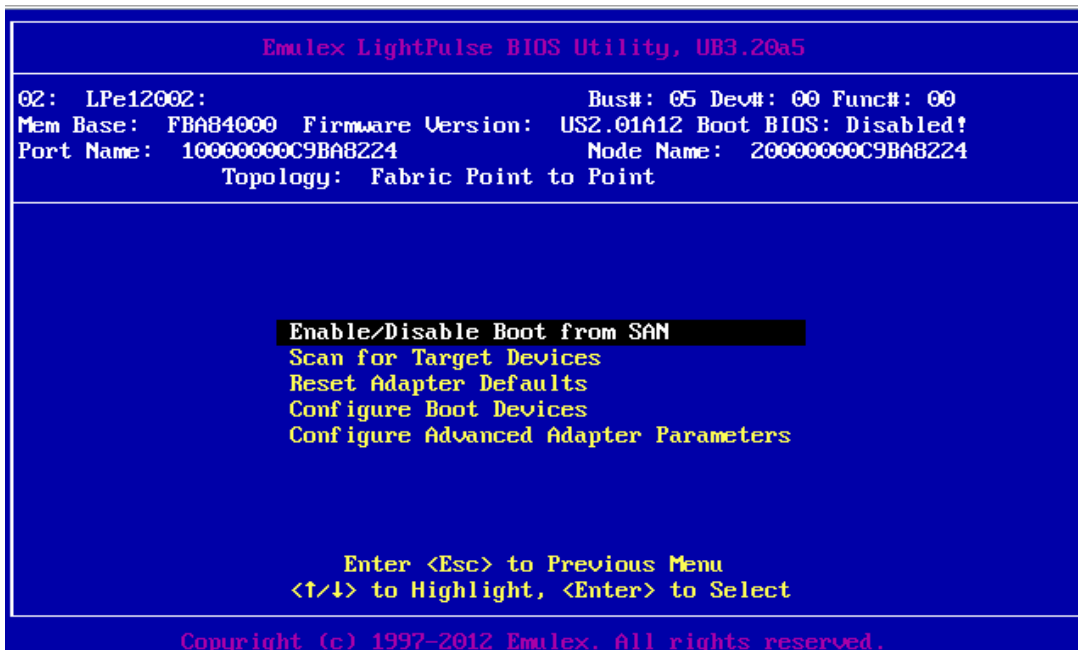 Emulex LightPulse BIOS Utility, UB3.20a5
02: LPe12002: Bus#: 05 Dev#: 00 Func#: 00
Mem Base: FBA84000 Firmware Version: US2.01A12 Boot BIOS: Disabled!
Port Name: 10000000C9BA8224 Node Name: 20000000C9BA8224
Topology: Fabric Point to Point
Enable/Disable Boot from SAN
Scan for Target Devices
Reset Adapter Defaults
Configure Boot Devices
Configure Advanced Adapter Parameters
Enter <Esc> to Previous Menu
<↑/↓> to Highlight, <Enter> to Select
Copyright (c) 1997-2012 Emulex. All rights reserved.